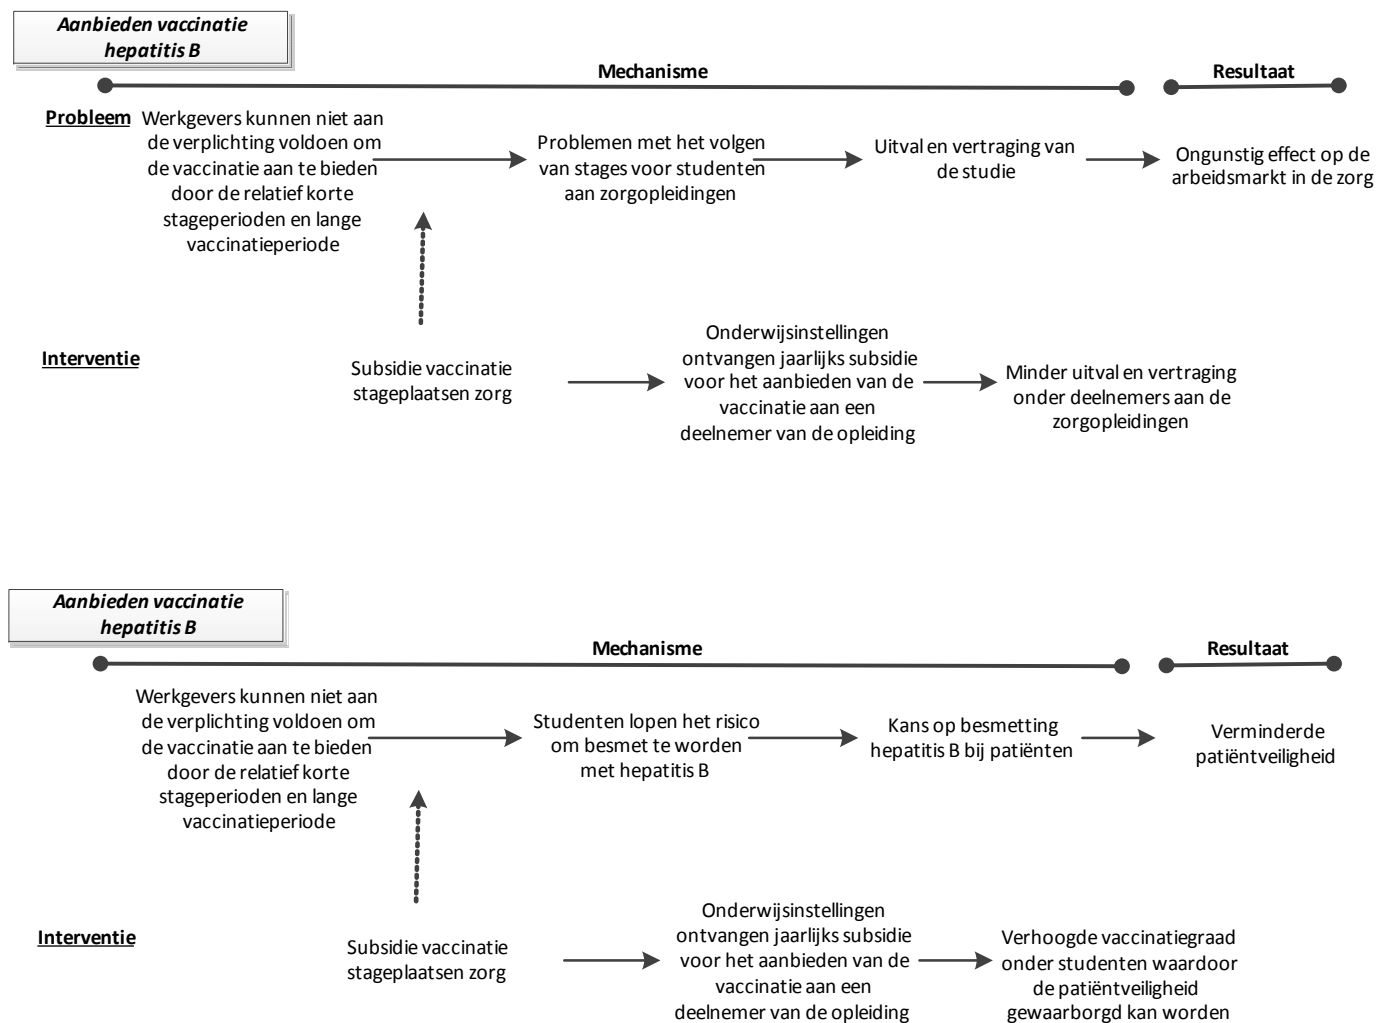 Aanbieden vaccinatie
hepatitis B
Mechanisme
Resultaat
Probleem
Werkgevers kunnen niet aan
de verplichting voldoen om
de vaccinatie aan te bieden
door de relatief korte
stageperioden en lange
vaccinatieperiode
Problemen met het volgen
van stages voor studenten
aan zorgopleidingen
Uitval en vertraging van
de studie
Ongunstig effect op de
arbeidsmarkt in de zorg
Interventie
Subsidie vaccinatie
stageplaatsen zorg
Onderwijsinstellingen
ontvangen jaarlijks subsidie
voor het aanbieden van de
vaccinatie aan een
deelnemer van de opleiding
Minder uitval en vertraging
onder deelnemers aan de
zorgopleidingen
Aanbieden vaccinatie
hepatitis B
Mechanisme
Resultaat
Werkgevers kunnen niet aan
de verplichting voldoen om
de vaccinatie aan te bieden
door de relatief korte
stageperioden en lange
vaccinatieperiode
Studenten lopen het risico
om besmet te worden
met hepatitis B
Kans op besmetting
hepatitis B bij patiënten
Verminderde
patiëntveiligheid
Interventie
Subsidie vaccinatie
stageplaatsen zorg
Onderwijsinstellingen
ontvangen jaarlijks subsidie
voor het aanbieden van de
vaccinatie aan een
deelnemer van de opleiding
Verhoogde vaccinatiegraad
onder studenten waardoor
de patiëntveiligheid
gewaarborgd kan worden